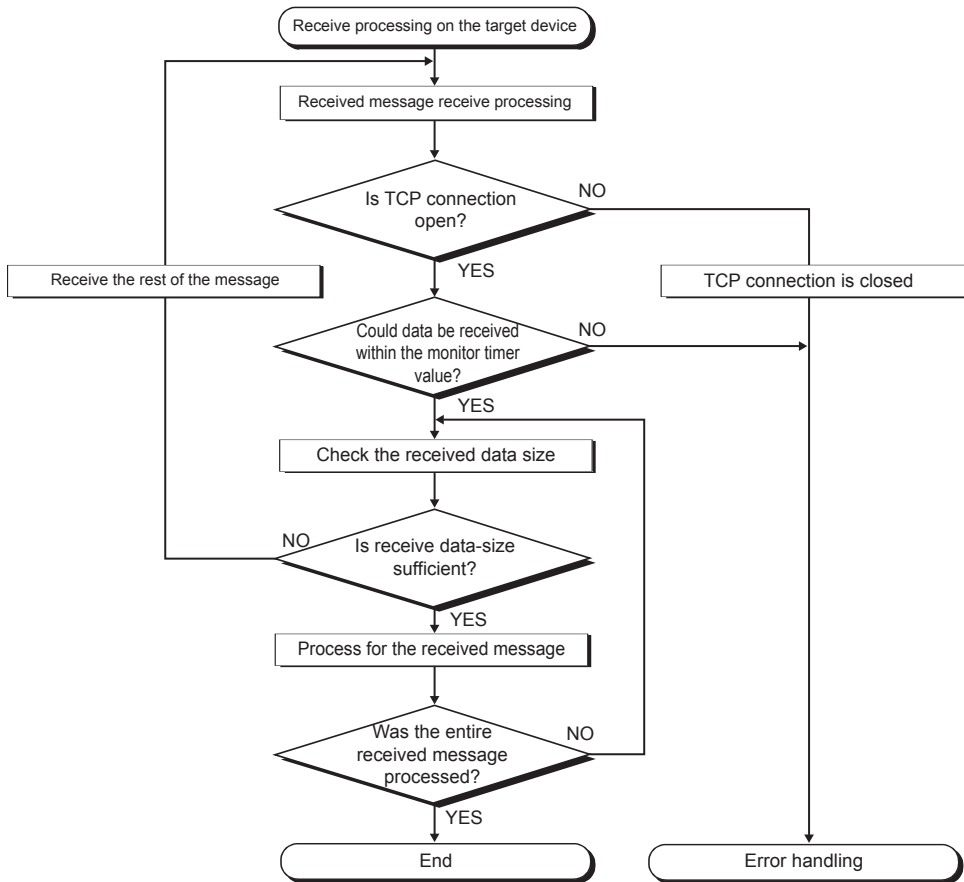 Receive processing on the target device
Received message receive processing
Is TCP connection
open?
NO
YES
Receive the rest of the message
TCP connection is closed
Could data be received
within the monitor timer
value?
NO
YES
Check the received data size
NO
Is receive data-size
sufficient?
YES
Process for the received message
Was the entire
received message
processed?
NO
YES
End
Error handling